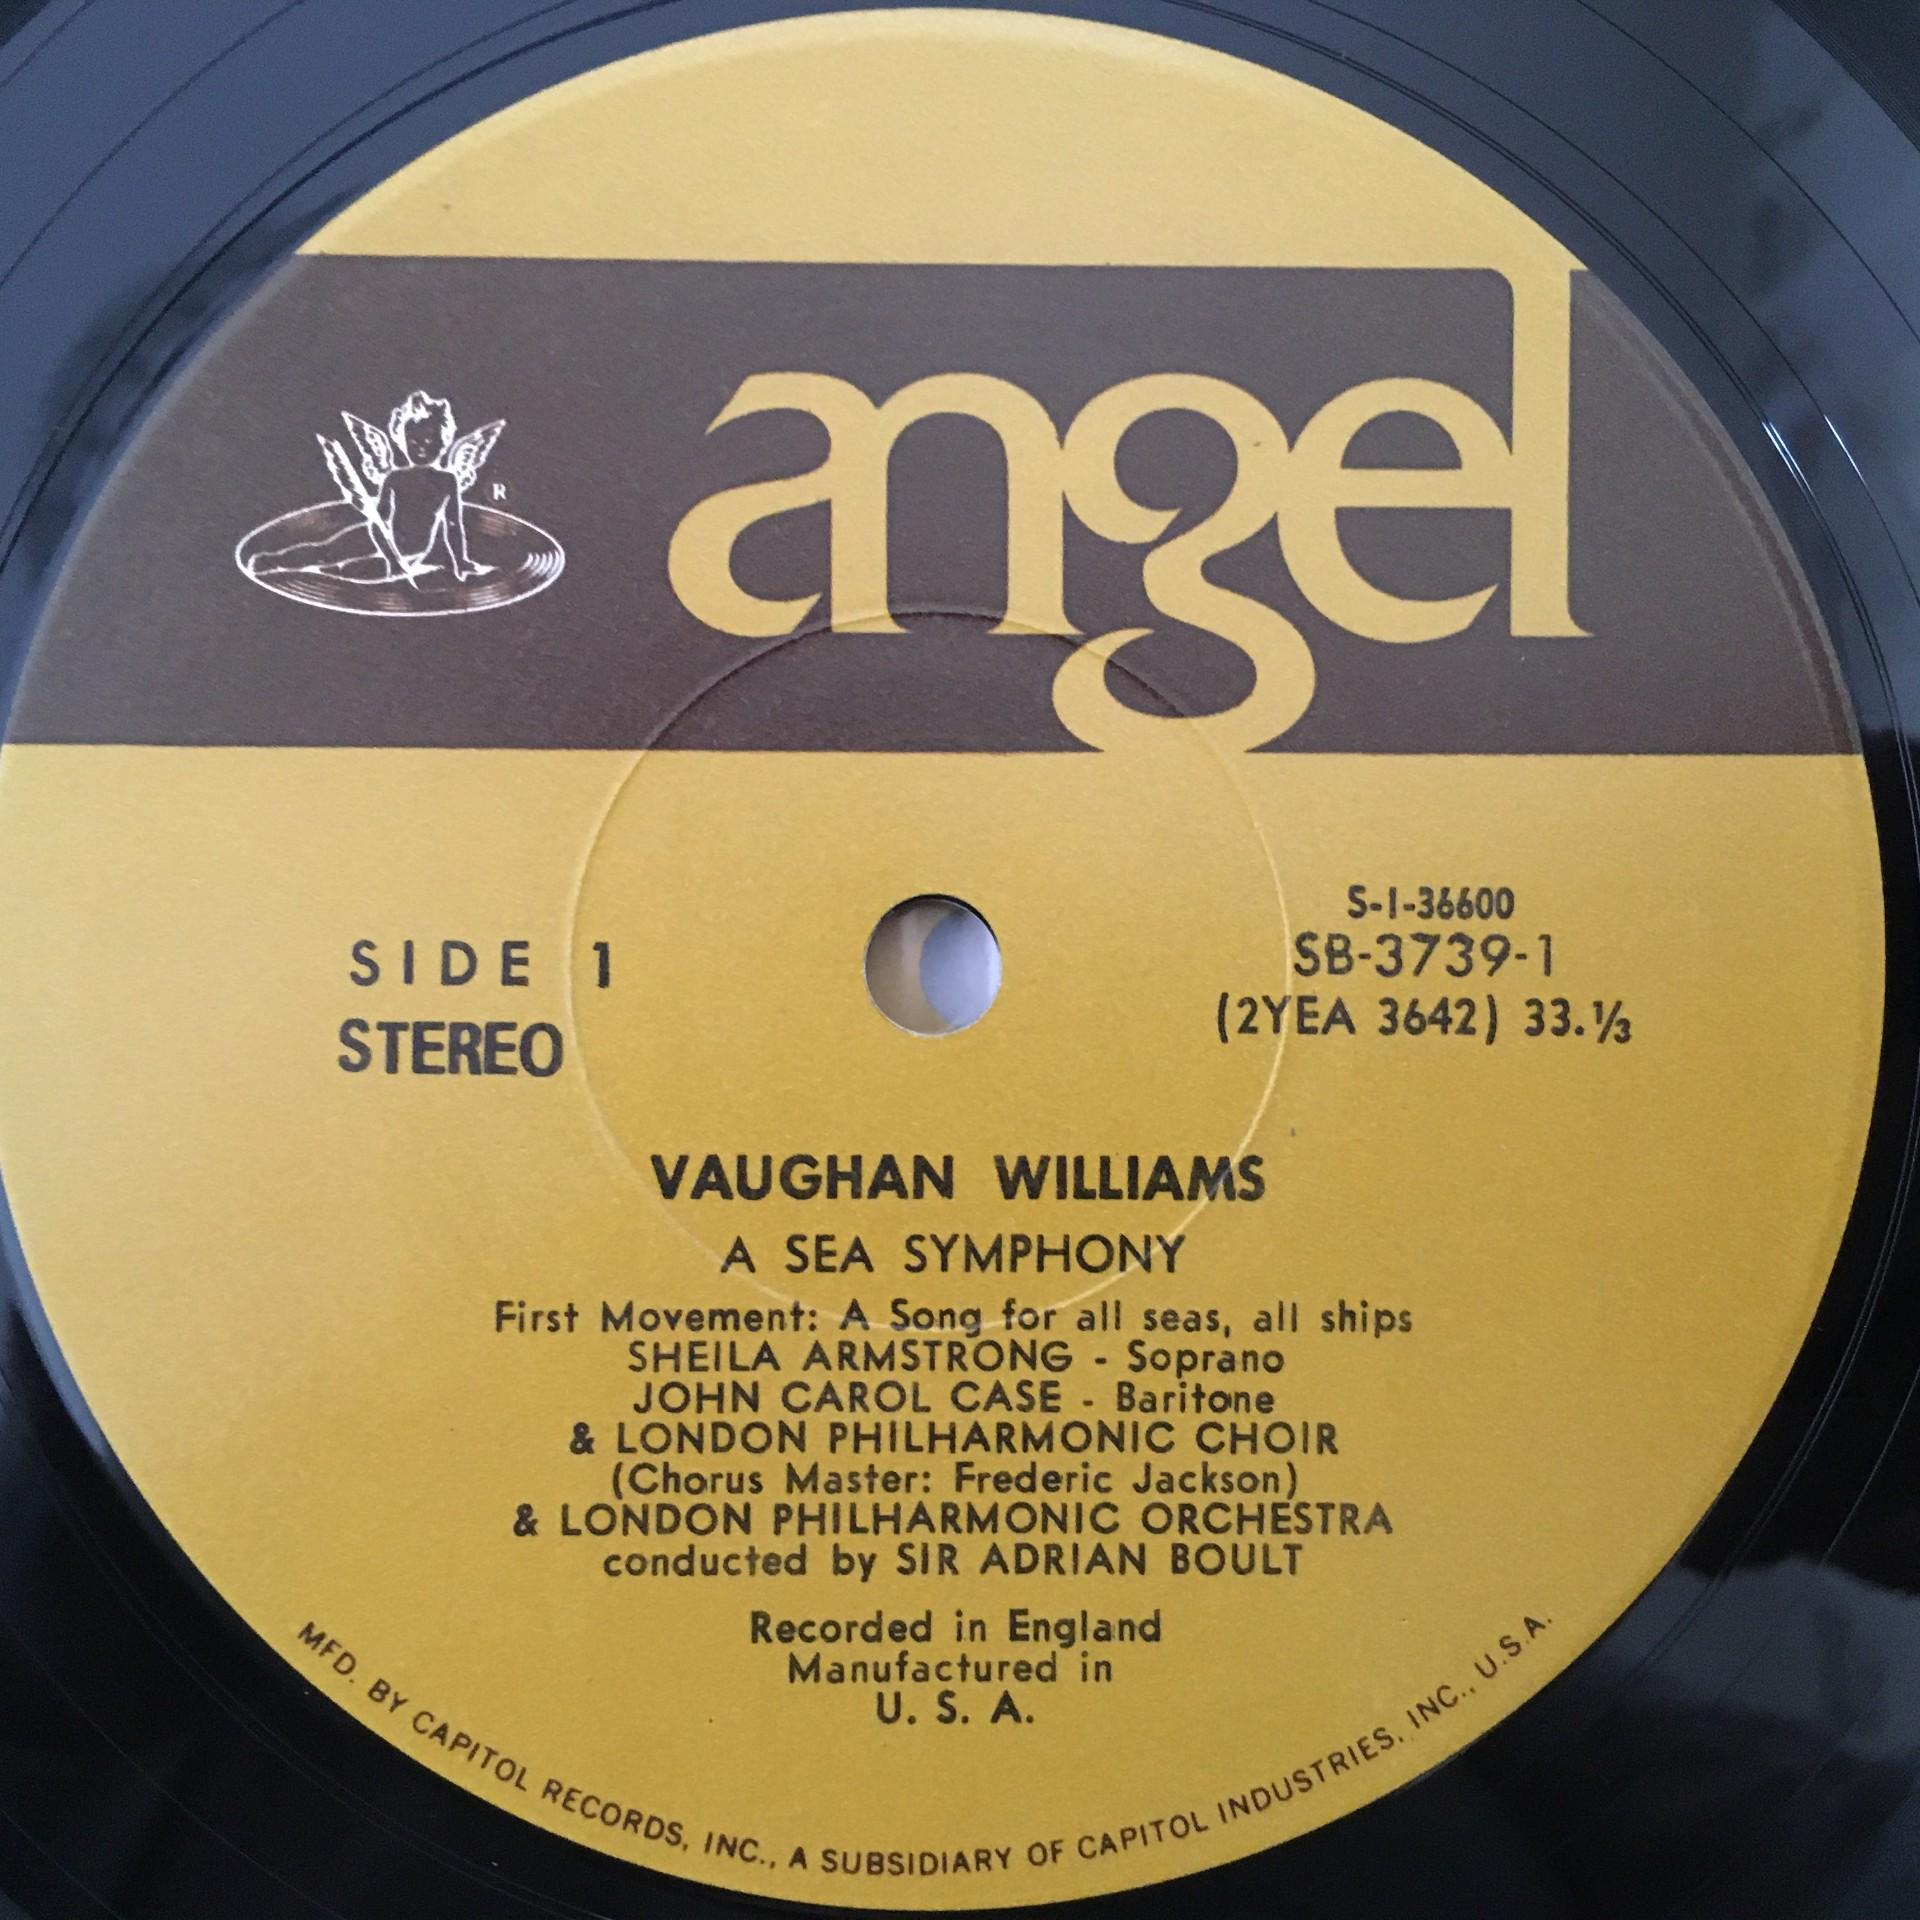 angel
R
S-1-36600
SB-3739-1
(2YEA 3642) 33.⅓
SIDE 1
STEREO
VAUGHAN WILLIAMS
A SEA SYMPHONY
First Movement: A Song for all seas, all ships
SHEILA ARMSTRONG - Soprano
JOHN CAROL CASE - Baritone
& LONDON PHILHARMONIC CHOIR
(Chorus Master: Frederic Jackson)
& LONDON PHILHARMONIC ORCHESTRA
conducted by SIR ADRIAN BOULT
Recorded in England
Manufactured in
U. S. A.
MFD. BY CAPITOL RECORDS, INC., A SUBSIDIARY OF CAPITOL INDUSTRIES, INC., U.S.A.